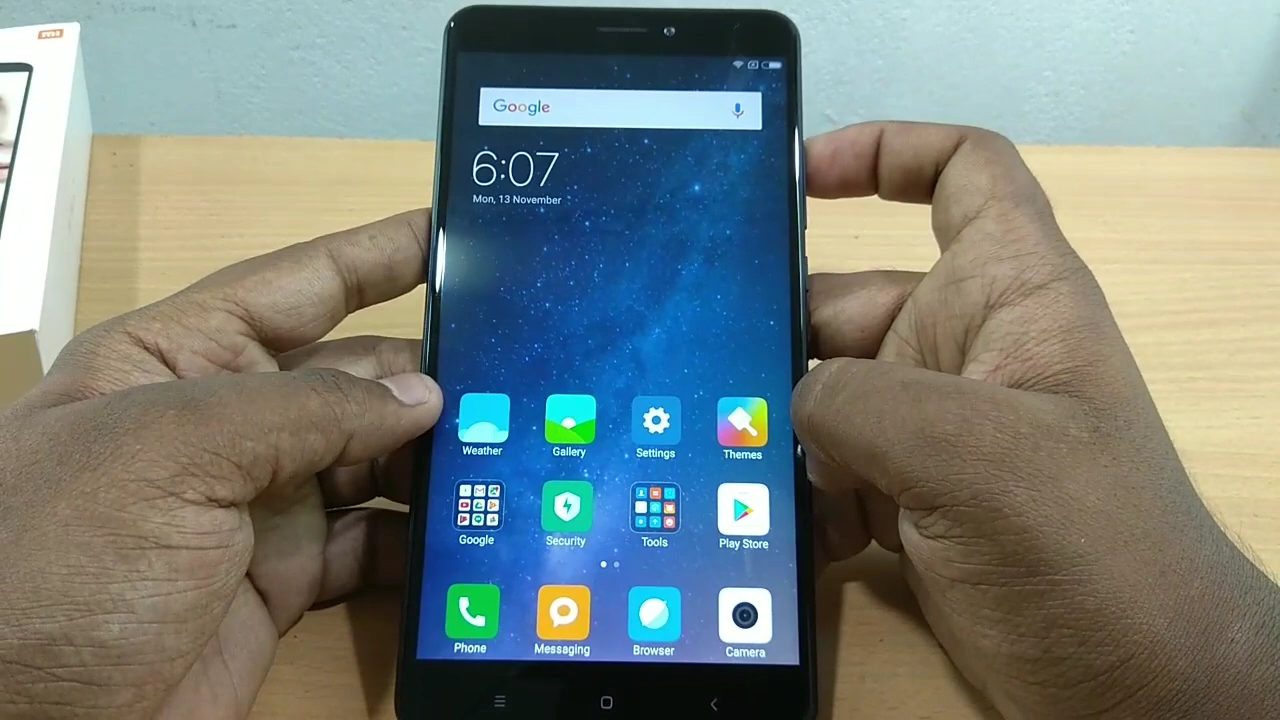 mi
Google
6:07
Mon, 13 November
Weather
Gallery
Settings
Themes
Google
Security
Tools
Play Store
Phone
Messaging
Browser
Camera